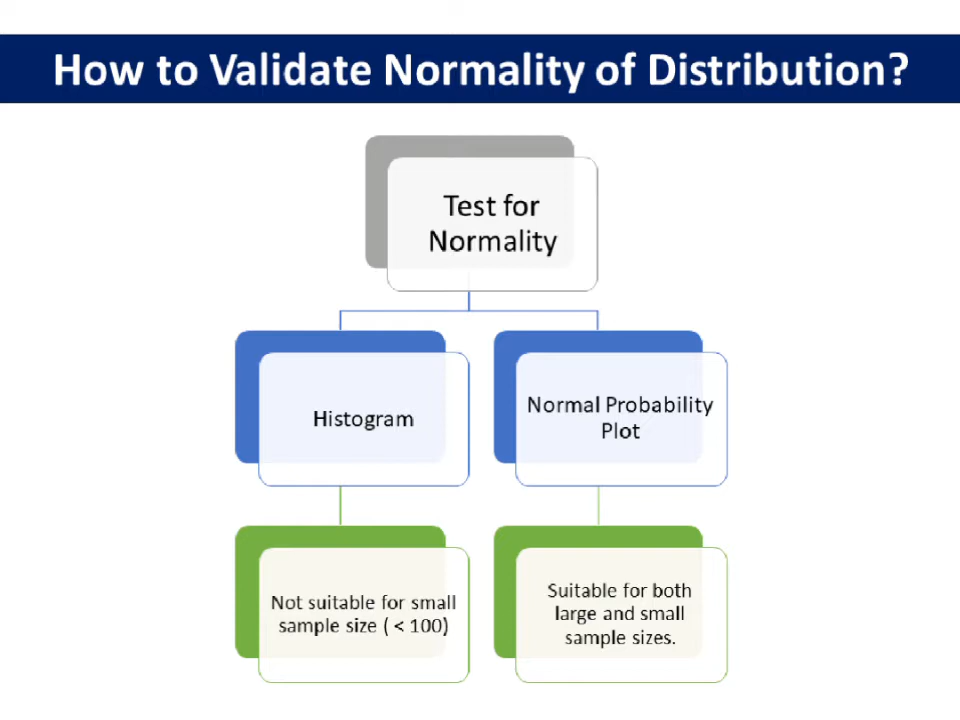 How to Validate Normality of Distribution?
Test for
Normality
Histogram
Normal Probability
Plot
Not suitable for small
sample size ( < 100)
Suitable for both
large and small
sample sizes.